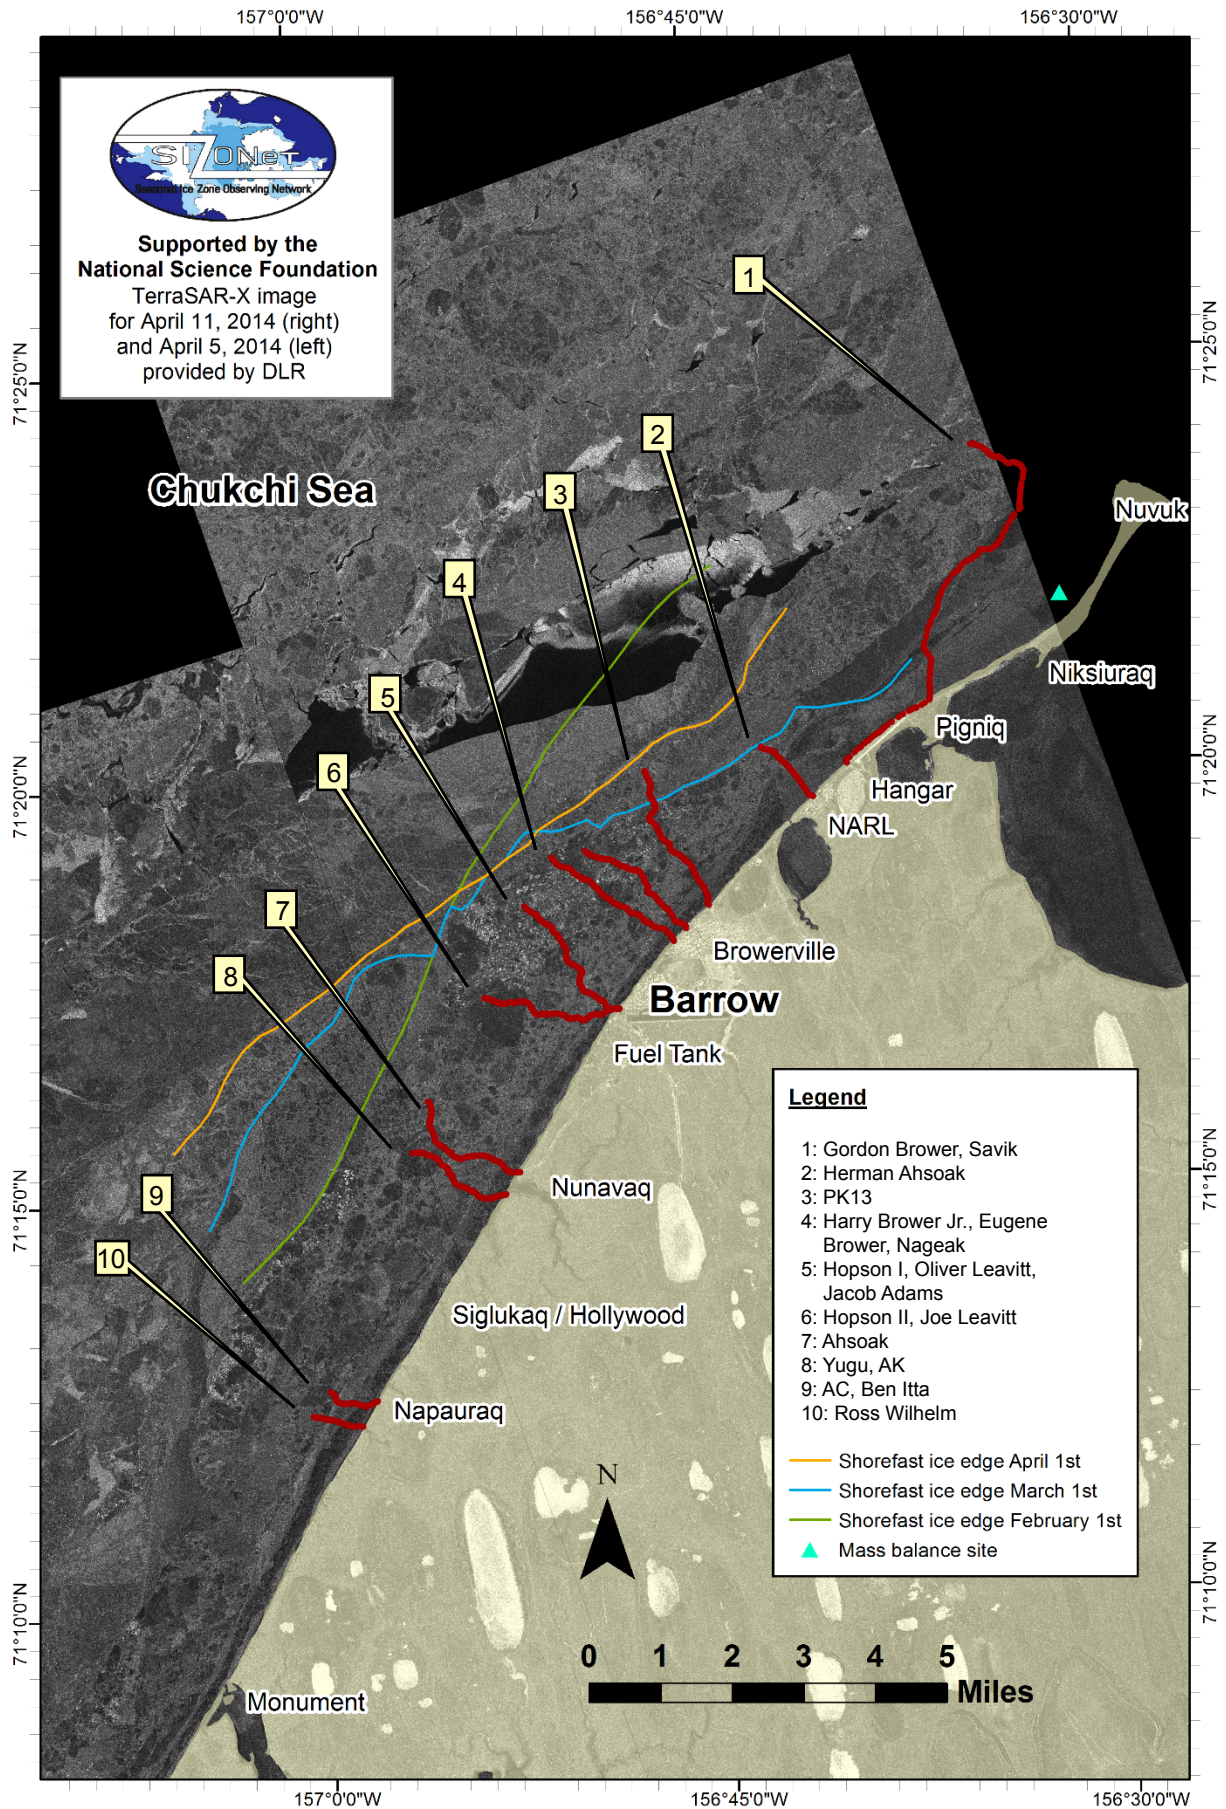 157°0'0"W
156°45'0"W
156°30'0"W
SIZONeT
Seasonal Ice Zone Observing Network
Supported by the
National Science Foundation
TerraSAR-X image
for April 11, 2014 (right)
and April 5, 2014 (left)
provided by DLR
71°25'0"N
71°25'0"N
1
2
3
4
5
6
7
8
9
10
Chukchi Sea
Nuvuk
Niksiuraq
Pigniq
Hangar
NARL
71°20'0"N
71°20'0"N
Browerville
Barrow
Fuel Tank
Nunavaq
71°15'0"N
71°15'0"N
Siglukaq / Hollywood
Napauraq
Monument
Legend
1: Gordon Brower, Savik
2: Herman Ahsoak
3: PK13
4: Harry Brower Jr., Eugene
Brower, Nageak
5: Hopson I, Oliver Leavitt,
Jacob Adams
6: Hopson II, Joe Leavitt
7: Ahsoak
8: Yugu, AK
9: AC, Ben Itta
10: Ross Wilhelm
Shorefast ice edge April 1st
Shorefast ice edge March 1st
Shorefast ice edge February 1st
Mass balance site
N
71°10'0"N
71°10'0"N
0 1 2 3 4 5
Miles
157°0'0"W
156°45'0"W
156°30'0"W